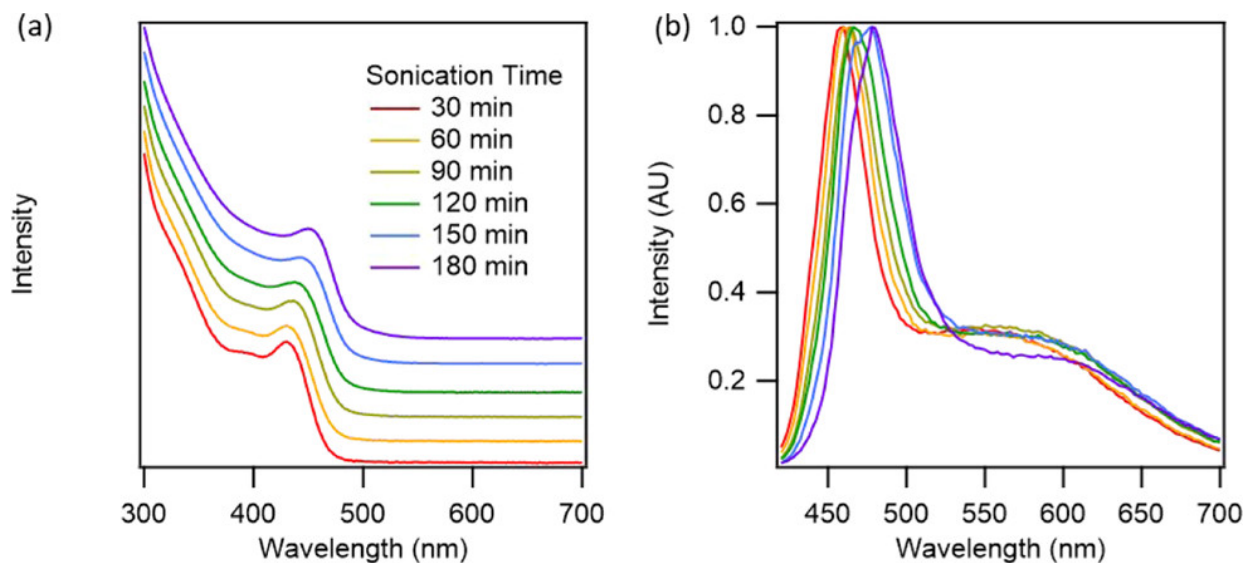 (a)
Intensity
Sonication Time
30 min
60 min
90 min
120 min
150 min
180 min
300 400 500 600 700
Wavelength (nm)
(b)
Intensity (AU)
1.0
0.8
0.6
0.4
0.2
450 500 550 600 650 700
Wavelength (nm)